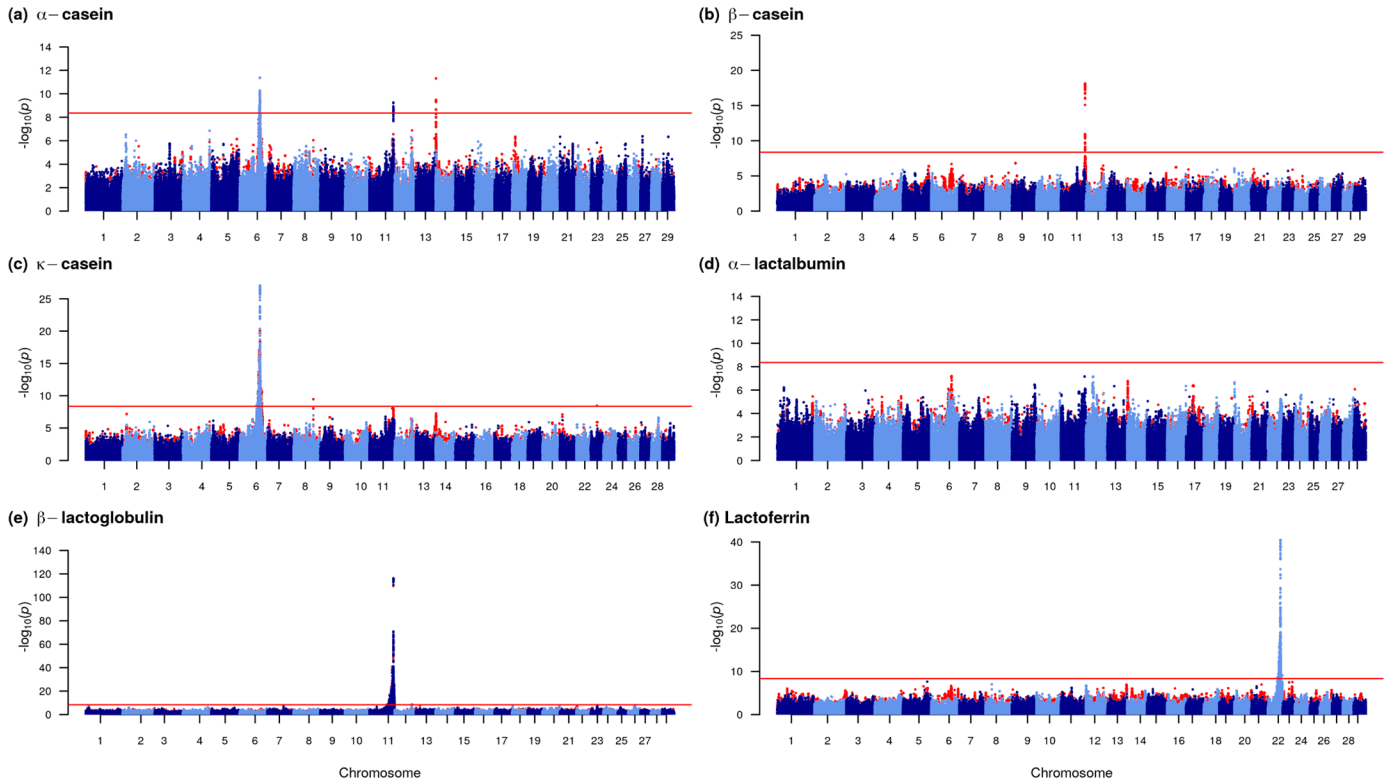 (a) α− casein
-log10(p)
14
12
10
8
6
4
2
0
1 2 3 4 5 6 7 8 9 10 11 13 15 17 19 21 23 25 27 29
(b) β− casein
-log10(p)
25
20
15
10
5
0
1 2 3 4 5 6 7 8 9 10 11 13 15 17 19 21 23 25 27 29
(c) κ− casein
-log10(p)
25
20
15
10
5
0
1 2 3 4 5 6 7 8 9 10 11 13 14 16 18 20 22 24 26 28
(d) α− lactalbumin
-log10(p)
14
12
10
8
6
4
2
0
1 2 3 4 5 6 7 8 9 10 11 13 15 17 19 21 23 25 27
(e) β− lactoglobulin
-log10(p)
140
120
100
80
60
40
20
0
1 2 3 4 5 6 7 8 9 10 11 13 15 17 19 21 23 25 27
Chromosome
(f) Lactoferrin
-log10(p)
40
30
20
10
0
1 2 3 4 5 6 7 8 9 10 12 13 14 16 18 20 22 24 26 28
Chromosome